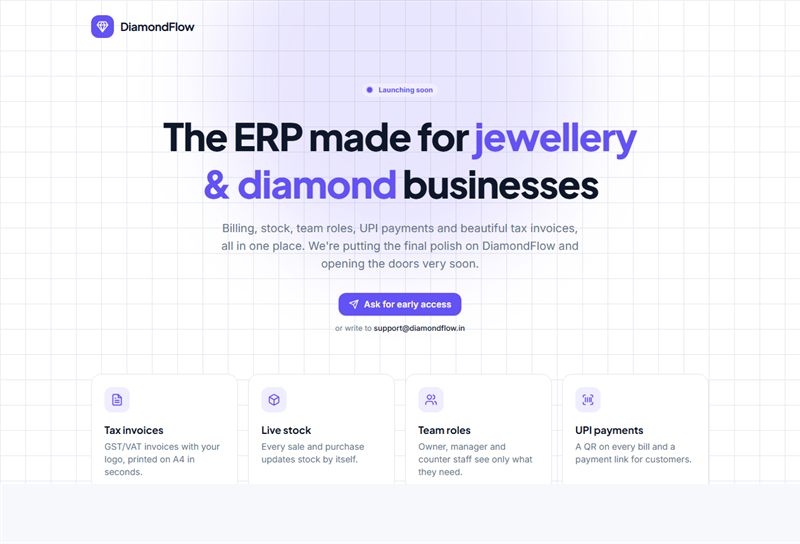 DiamondFlow
Launching soon
The ERP made for jewellery
& diamond businesses
Billing, stock, team roles, UPI payments and beautiful tax invoices,
all in one place. We're putting the final polish on DiamondFlow and
opening the doors very soon.
Ask for early access
or write to support@diamondflow.in
Tax invoices
GST/VAT invoices with your
logo, printed on A4 in
seconds.
Live stock
Every sale and purchase
updates stock by itself.
Team roles
Owner, manager and
counter staff see only what
they need.
UPI payments
A QR on every bill and a
payment link for customers.